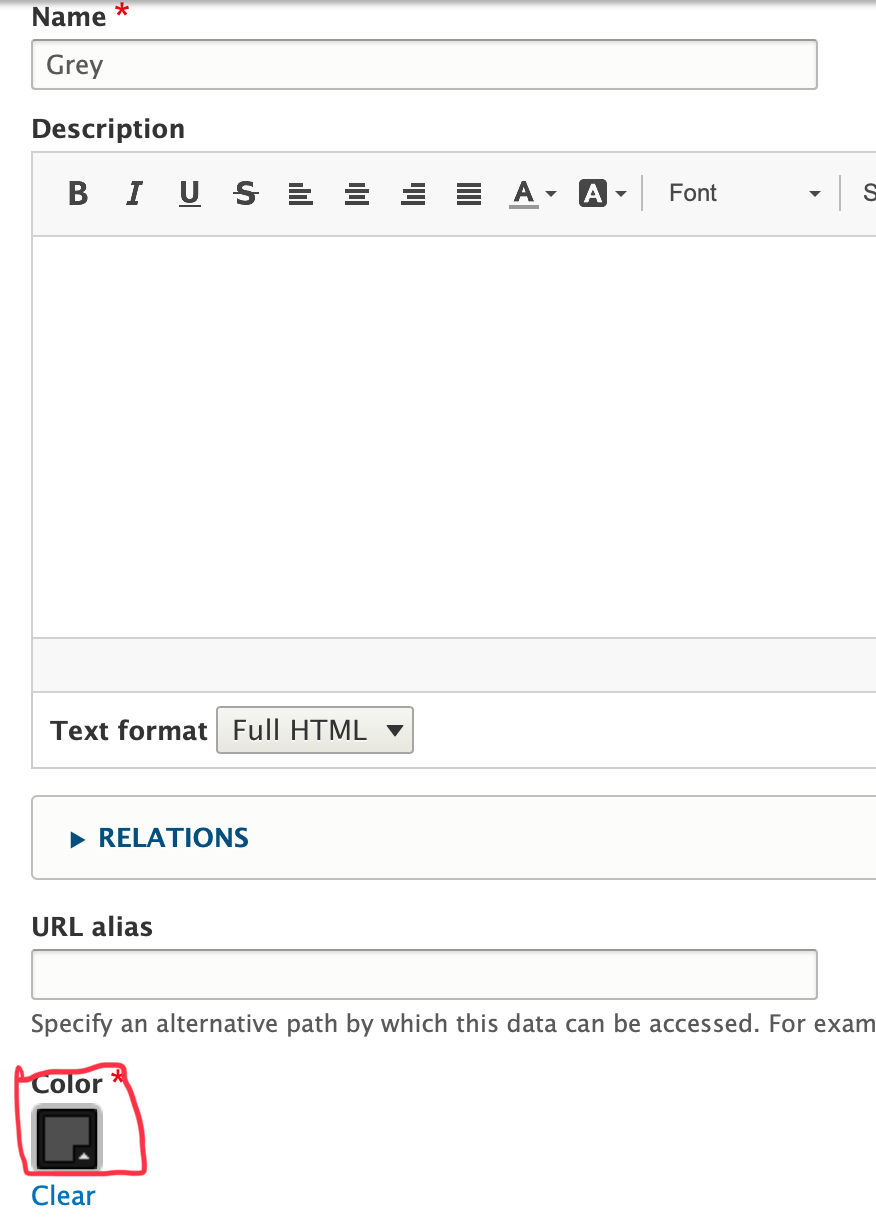 Name *
Grey
Description
B I U S A A Font S
Text format Full HTML
RELATIONS
URL alias
Specify an alternative path by which this data can be accessed. For exam
Color *
Clear